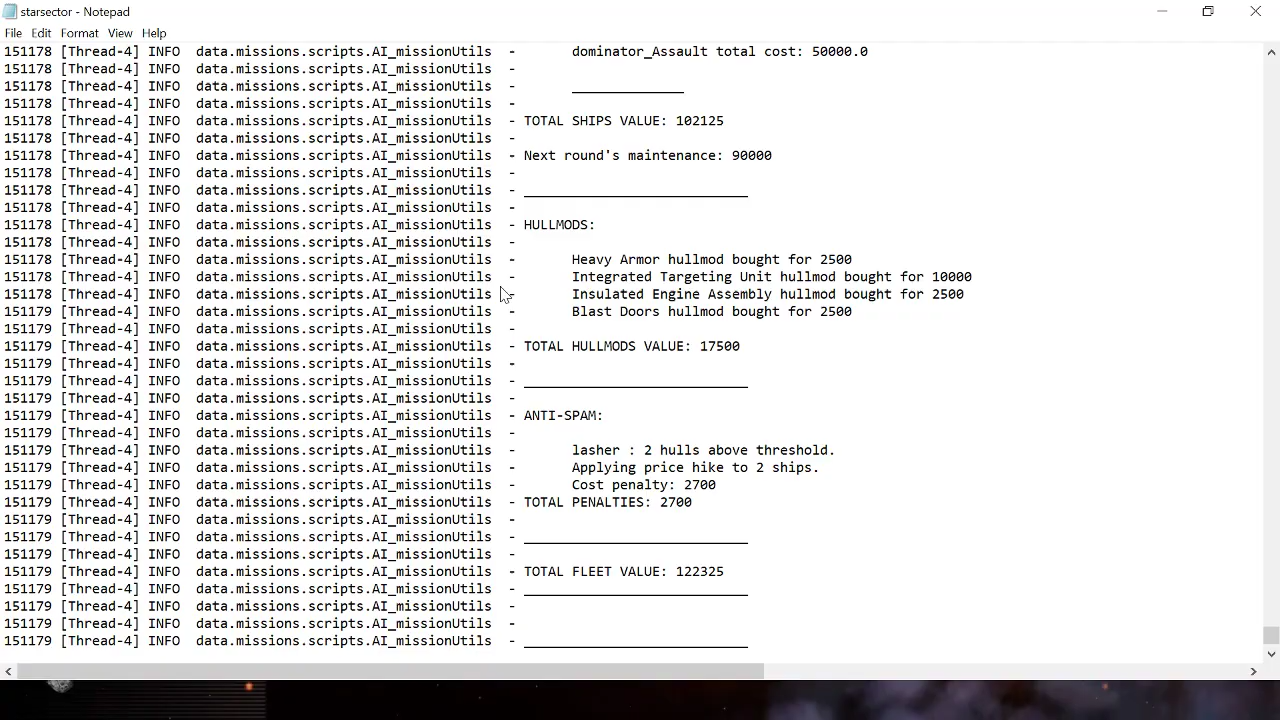 starsector - Notepad
File Edit Format View Help
151178 [Thread-4] INFO  data.missions.scripts.AI_missionUtils  -       dominator_Assault total cost: 50000.0
151178 [Thread-4] INFO  data.missions.scripts.AI_missionUtils  -
151178 [Thread-4] INFO  data.missions.scripts.AI_missionUtils  -       ______________
151178 [Thread-4] INFO  data.missions.scripts.AI_missionUtils  -
151178 [Thread-4] INFO  data.missions.scripts.AI_missionUtils  - TOTAL SHIPS VALUE: 102125
151178 [Thread-4] INFO  data.missions.scripts.AI_missionUtils  -
151178 [Thread-4] INFO  data.missions.scripts.AI_missionUtils  - Next round's maintenance: 90000
151178 [Thread-4] INFO  data.missions.scripts.AI_missionUtils  -
151178 [Thread-4] INFO  data.missions.scripts.AI_missionUtils  - ____________________________
151178 [Thread-4] INFO  data.missions.scripts.AI_missionUtils  -
151178 [Thread-4] INFO  data.missions.scripts.AI_missionUtils  - HULLMODS:
151178 [Thread-4] INFO  data.missions.scripts.AI_missionUtils  -
151178 [Thread-4] INFO  data.missions.scripts.AI_missionUtils  -       Heavy Armor hullmod bought for 2500
151178 [Thread-4] INFO  data.missions.scripts.AI_missionUtils  -       Integrated Targeting Unit hullmod bought for 10000
151178 [Thread-4] INFO  data.missions.scripts.AI_missionUtils  -       Insulated Engine Assembly hullmod bought for 2500
151179 [Thread-4] INFO  data.missions.scripts.AI_missionUtils  -       Blast Doors hullmod bought for 2500
151179 [Thread-4] INFO  data.missions.scripts.AI_missionUtils  -
151179 [Thread-4] INFO  data.missions.scripts.AI_missionUtils  - TOTAL HULLMODS VALUE: 17500
151179 [Thread-4] INFO  data.missions.scripts.AI_missionUtils  -
151179 [Thread-4] INFO  data.missions.scripts.AI_missionUtils  - ____________________________
151179 [Thread-4] INFO  data.missions.scripts.AI_missionUtils  -
151179 [Thread-4] INFO  data.missions.scripts.AI_missionUtils  - ANTI-SPAM:
151179 [Thread-4] INFO  data.missions.scripts.AI_missionUtils  -
151179 [Thread-4] INFO  data.missions.scripts.AI_missionUtils  -       lasher : 2 hulls above threshold.
151179 [Thread-4] INFO  data.missions.scripts.AI_missionUtils  -       Applying price hike to 2 ships.
151179 [Thread-4] INFO  data.missions.scripts.AI_missionUtils  -       Cost penalty: 2700
151179 [Thread-4] INFO  data.missions.scripts.AI_missionUtils  - TOTAL PENALTIES: 2700
151179 [Thread-4] INFO  data.missions.scripts.AI_missionUtils  -
151179 [Thread-4] INFO  data.missions.scripts.AI_missionUtils  - ____________________________
151179 [Thread-4] INFO  data.missions.scripts.AI_missionUtils  -
151179 [Thread-4] INFO  data.missions.scripts.AI_missionUtils  - TOTAL FLEET VALUE: 122325
151179 [Thread-4] INFO  data.missions.scripts.AI_missionUtils  - ____________________________
151179 [Thread-4] INFO  data.missions.scripts.AI_missionUtils  -
151179 [Thread-4] INFO  data.missions.scripts.AI_missionUtils  -
151179 [Thread-4] INFO  data.missions.scripts.AI_missionUtils  - ____________________________